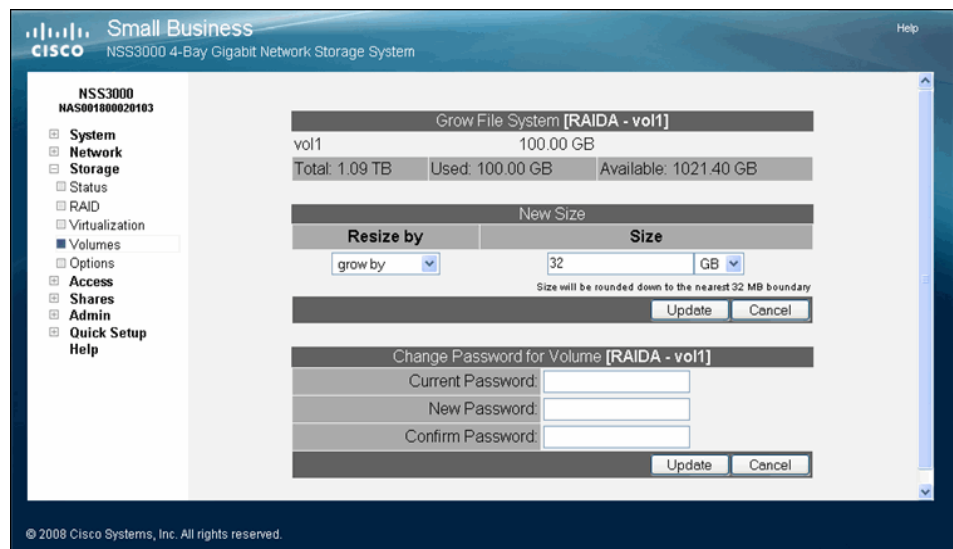 Small Business
Help
CISCO NSS3000 4-Bay Gigabit Network Storage System
NSS3000
NAS001800020103
System
Network
Storage
Status
RAID
Virtualization
Volumes
Options
Access
Shares
Admin
Quick Setup
Help
Grow File System [RAIDA - vol1]
vol1 100.00 GB
Total: 1.09 TB Used: 100.00 GB Available: 1021.40 GB
New Size
Resize by Size
grow by 32 GB
Size will be rounded down to the nearest 32 MB boundary
Update Cancel
Change Password for Volume [RAIDA - vol1]
Current Password:
New Password:
Confirm Password:
Update Cancel
© 2008 Cisco Systems, Inc. All rights reserved.